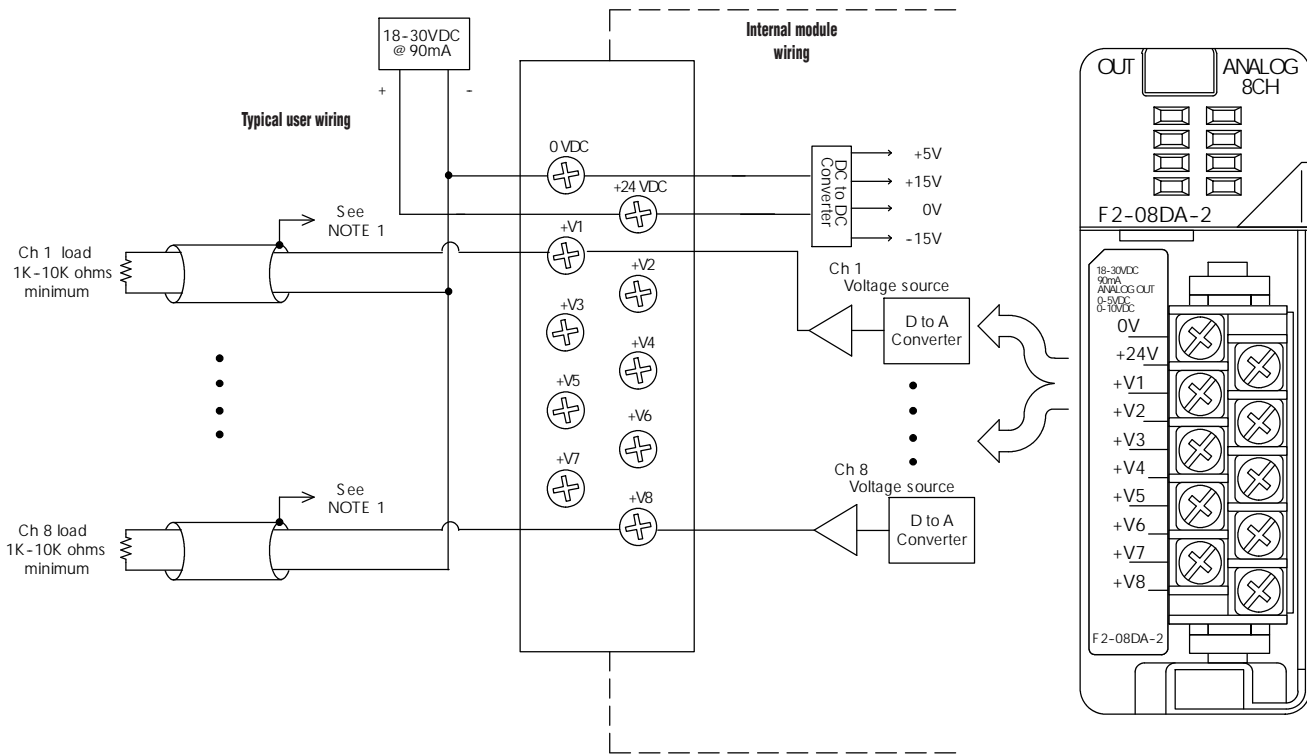 Internal module
wiring
18-30VDC
@ 90mA
+
-
Typical user wiring
0 VDC
+24 VDC
DC to DC
Converter
+5V
+15V
0V
-15V
See
NOTE 1
Ch 1 load
1K-10K ohms
minimum
+V1
+V2
+V3
+V4
+V5
+V6
+V7
+V8
Ch 1
Voltage source
D to A
Converter
Ch 8
Voltage source
D to A
Converter
See
NOTE 1
Ch 8 load
1K-10K ohms
minimum
OUT
ANALOG
8CH
F2-08DA-2
18-30VDC
90mA
ANALOG OUT
0-5VDC
0-10VDC
0V
+24V
+V1
+V2
+V3
+V4
+V5
+V6
+V7
+V8
F2-08DA-2